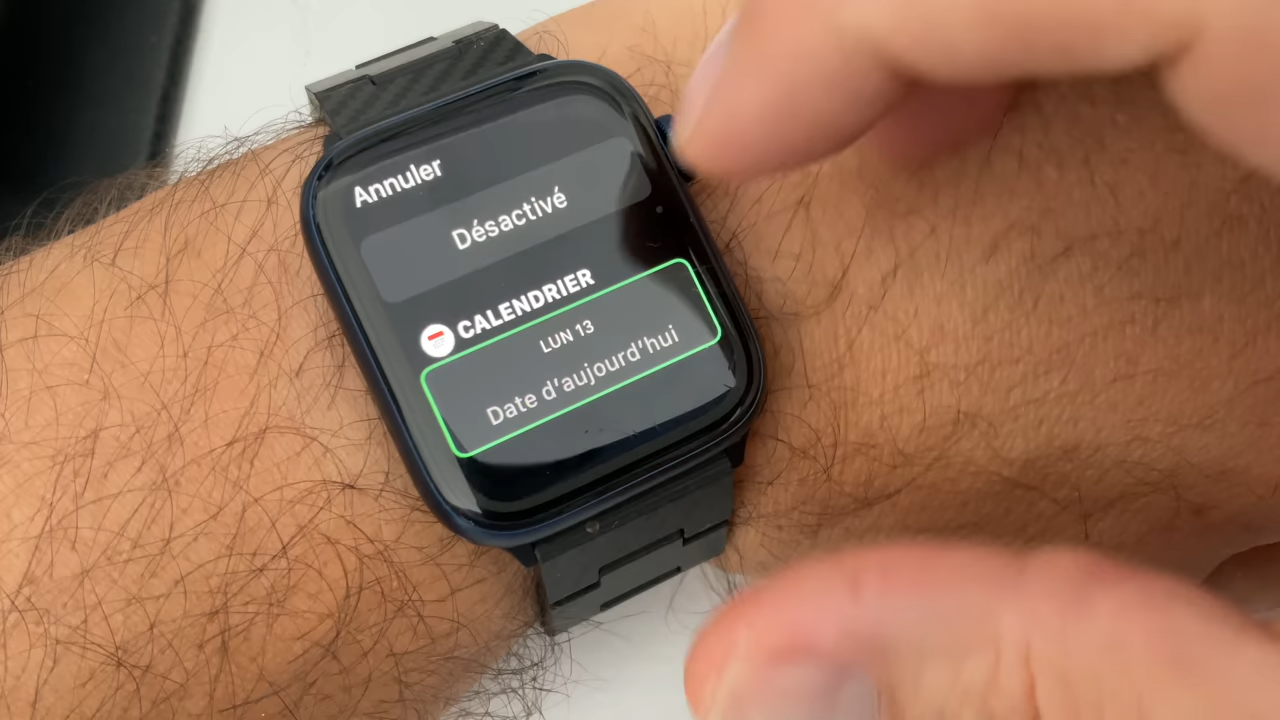 Annuler
Désactivé
CALENDRIER
LUN 13
Date d'aujourd'hui